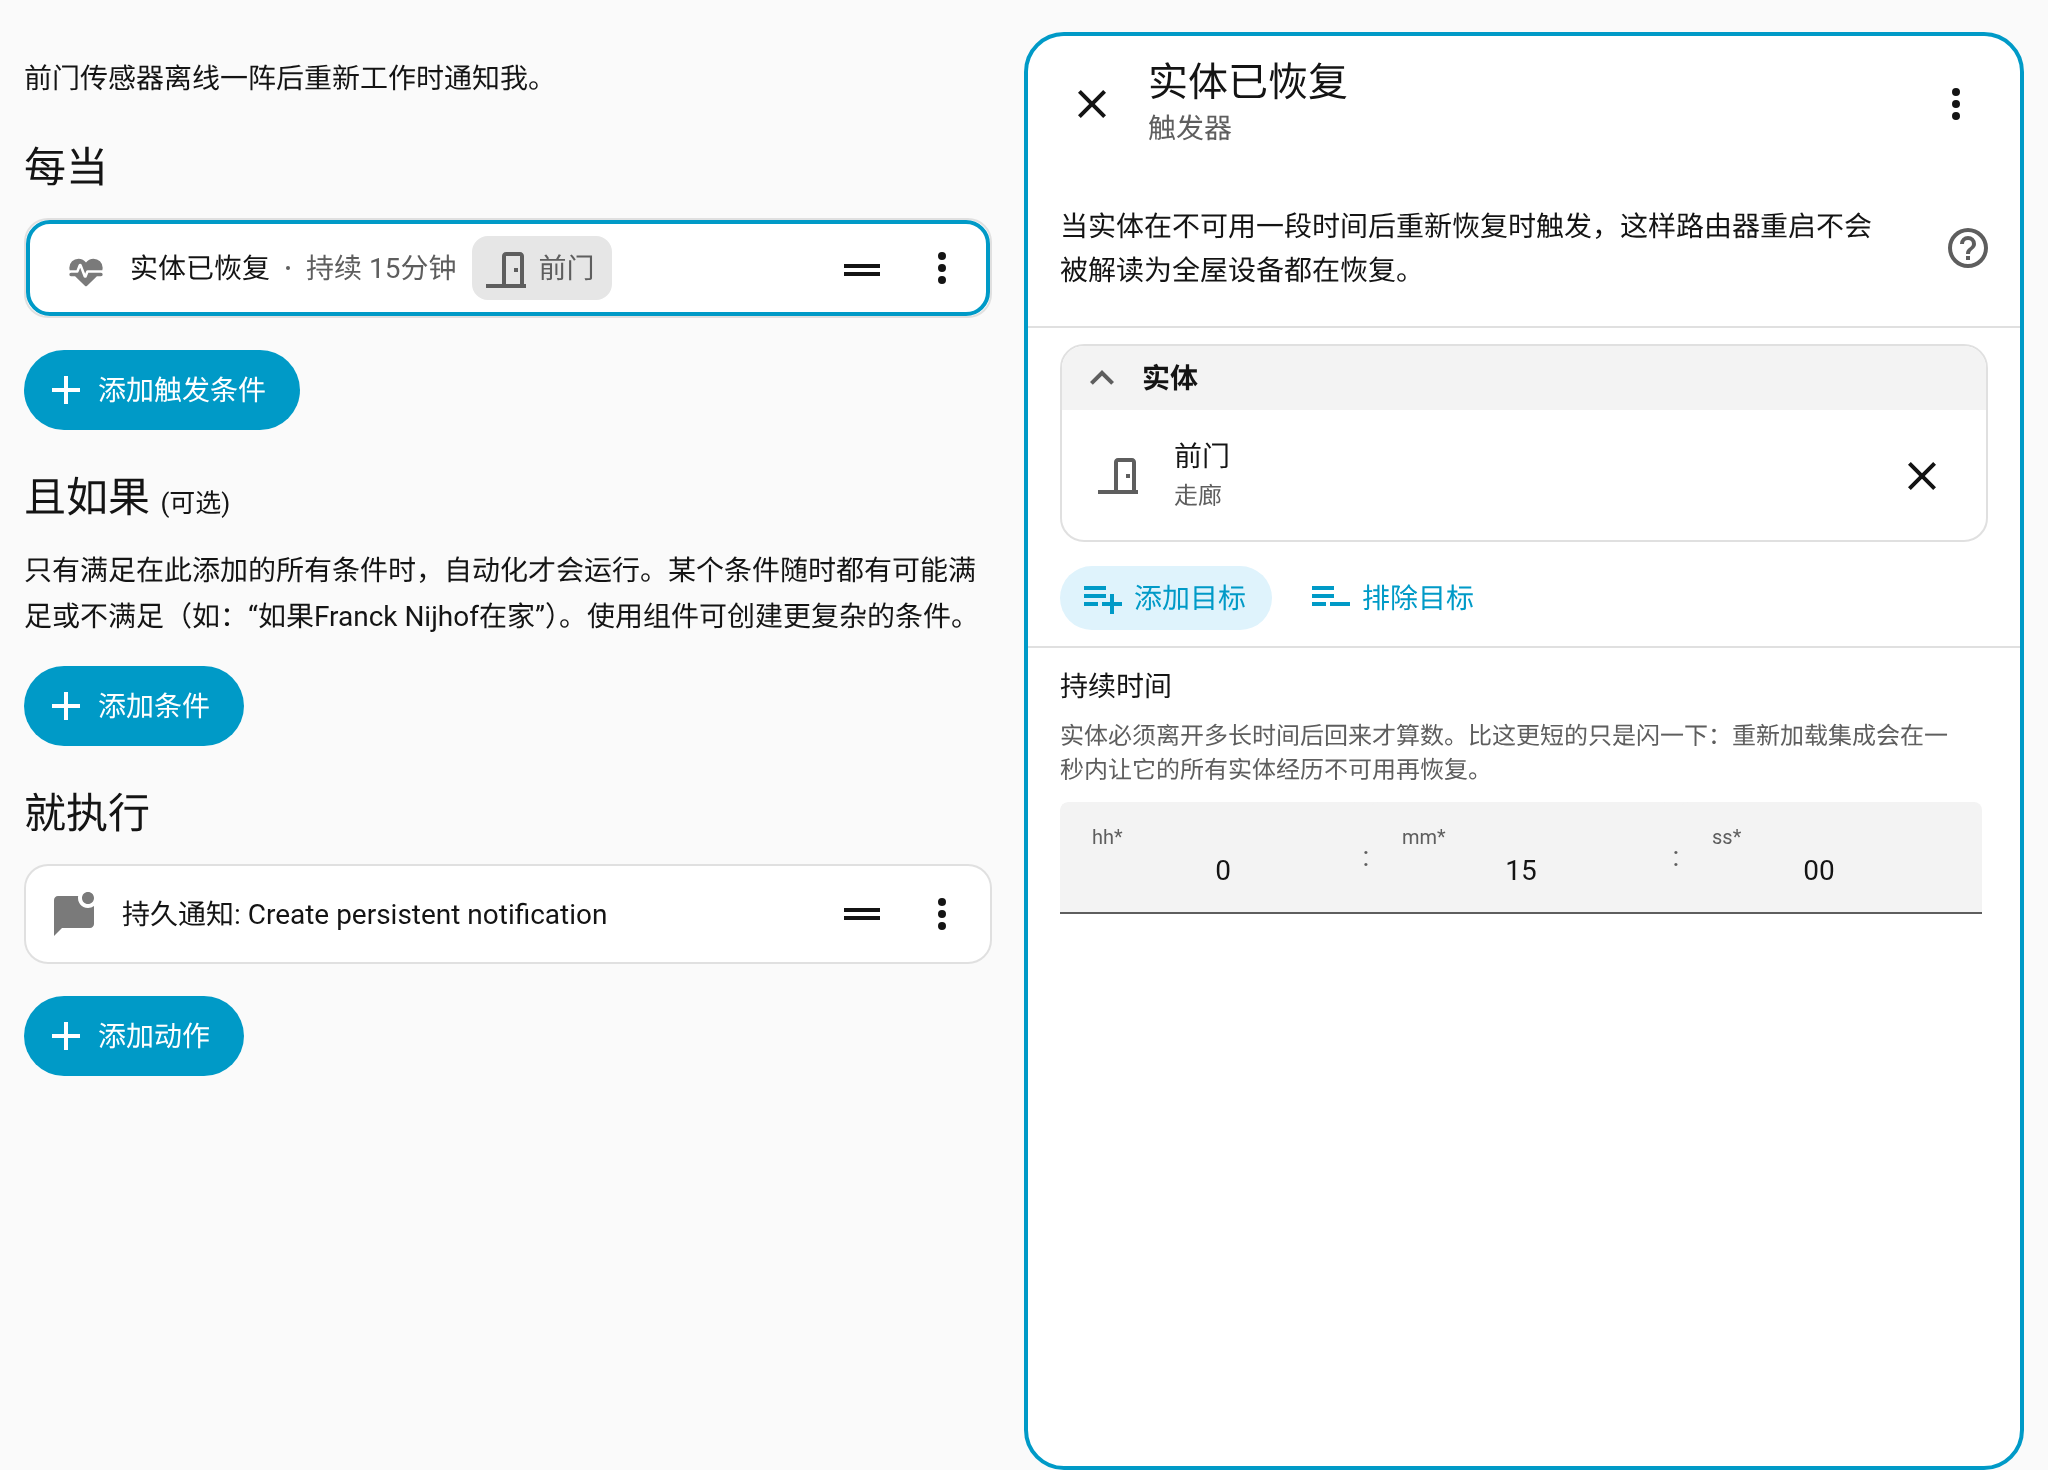 前门传感器离线一阵后重新工作时通知我。
每当
实体已恢复 · 持续 15分钟 前门
添加触发条件
且如果 (可选)
只有满足在此添加的所有条件时，自动化才会运行。某个条件随时都有可能满
足或不满足（如：“如果Franck Nijhof在家”）。使用组件可创建更复杂的条件。
添加条件
就执行
持久通知: Create persistent notification
添加动作
实体已恢复
触发器
当实体在不可用一段时间后重新恢复时触发，这样路由器重启不会
被解读为全屋设备都在恢复。
实体
前门
走廊
添加目标 排除目标
持续时间
实体必须离开多长时间后回来才算数。比这更短的只是闪一下：重新加载集成会在一
秒内让它的所有实体经历不可用再恢复。
hh* mm* ss*
0 : 15 : 00